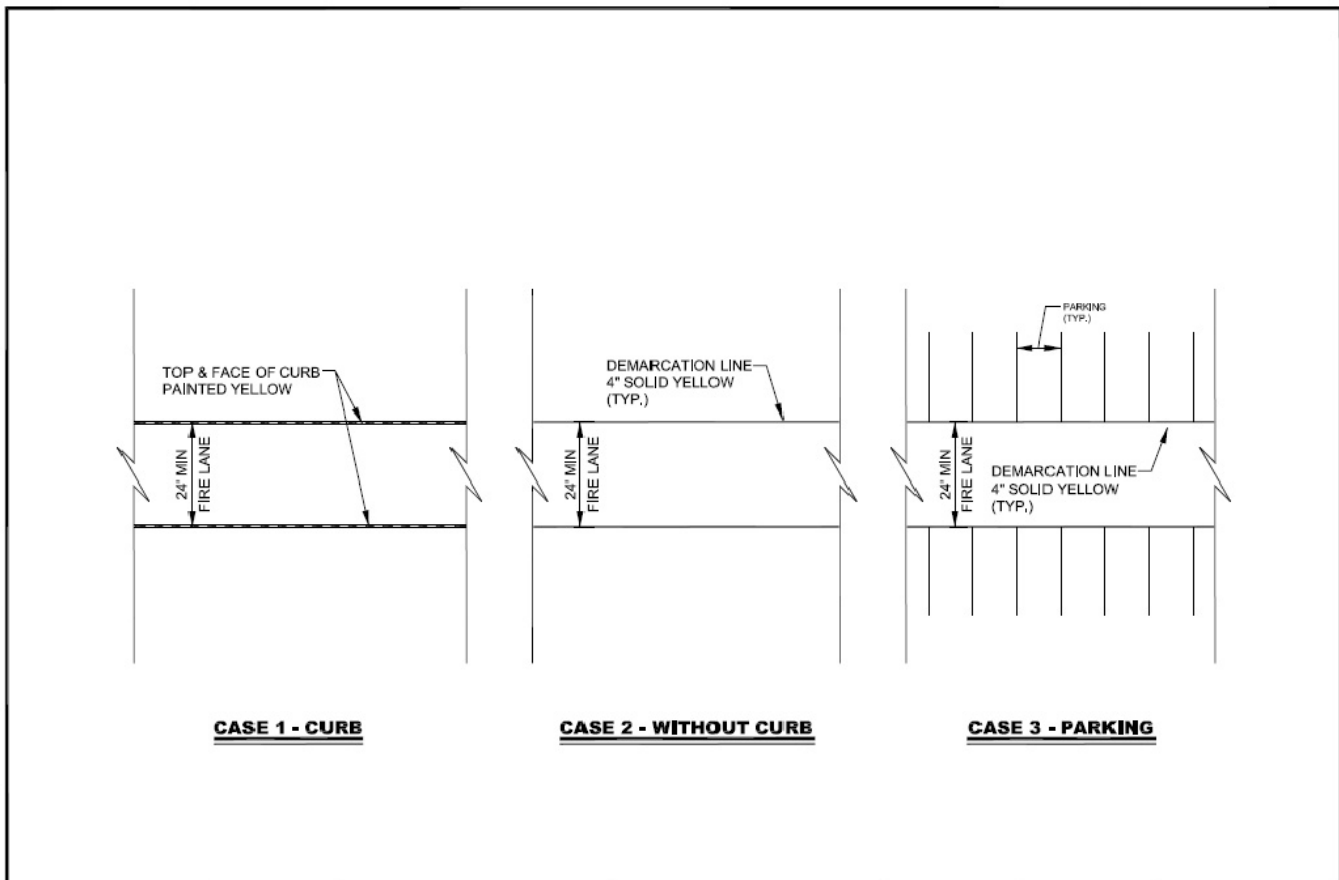 TOP & FACE OF CURB
PAINTED YELLOW
24" MIN
FIRE LANE
CASE 1 - CURB
DEMARCATION LINE
4" SOLID YELLOW
(TYP.)
24" MIN
FIRE LANE
CASE 2 - WITHOUT CURB
PARKING
(TYP.)
24" MIN
FIRE LANE
DEMARCATION LINE
4" SOLID YELLOW
(TYP.)
CASE 3 - PARKING